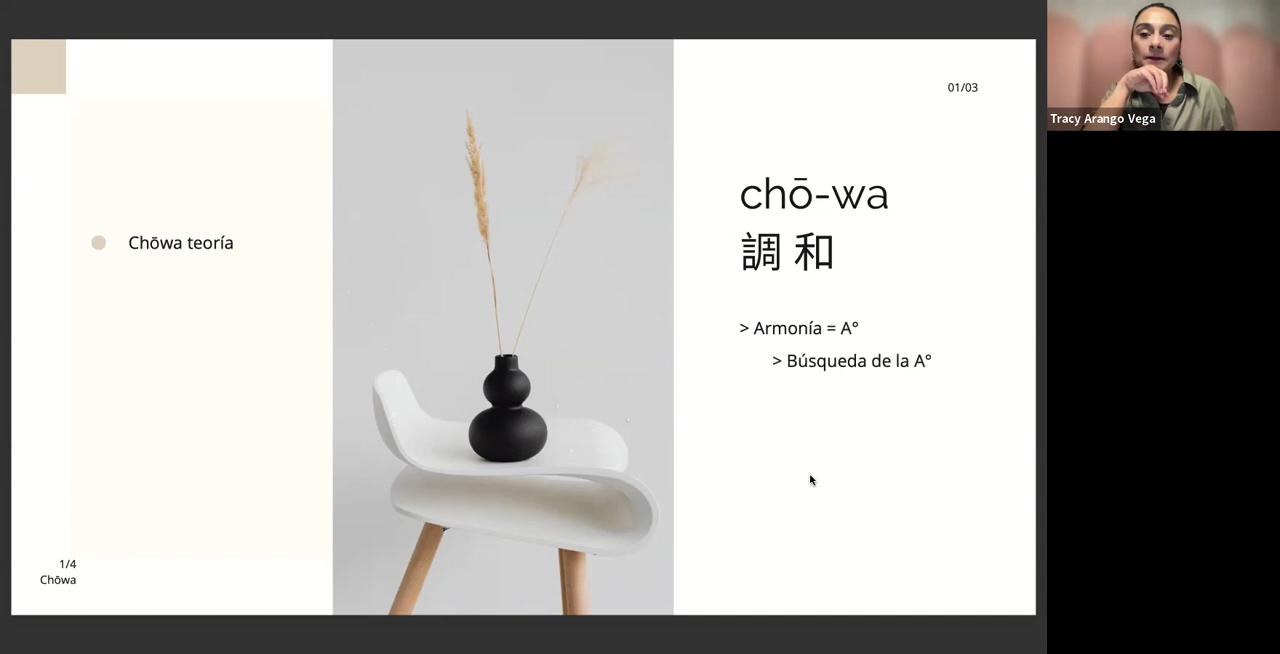 Chōwa teoría
1/4
Chōwa
01/03
chō-wa
調和
> Armonía = A°
> Búsqueda de la A°
Tracy Arango Vega